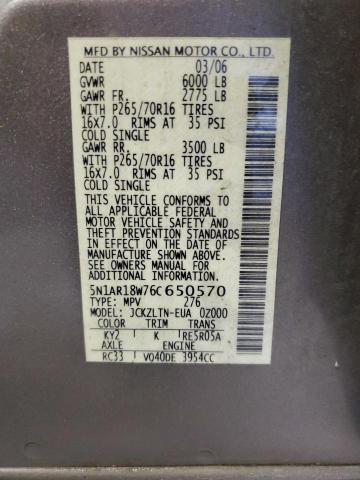 MFD BY NISSAN MOTOR CO., LTD.
DATE 03/06
GVWR 6000 LB
GAWR FR. 2775 LB
WITH P265/70R16 TIRES
16x7.0 RIMS AT 35 PSI
COLD SINGLE
GAWR RR. 3500 LB
WITH P265/70R16 TIRES
16x7.0 RIMS AT 35 PSI
COLD SINGLE
THIS VEHICLE CONFORMS TO
ALL APPLICABLE FEDERAL
MOTOR VEHICLE SAFETY AND
THEFT PREVENTION STANDARDS
IN EFFECT ON THE DATE OF
MANUFACTURE SHOWN ABOVE.
SEE OWNERS MANUAL FOR
ADDITIONAL INFORMATION
5N1AR18W76C650570
TYPE: MPV 276
MODEL: JCKZLTN-EUA 0Z000
COLOR TRIM TRANS
KY2 K RE5R05A
AXLE ENGINE
RC33 VQ40DE 3954CC